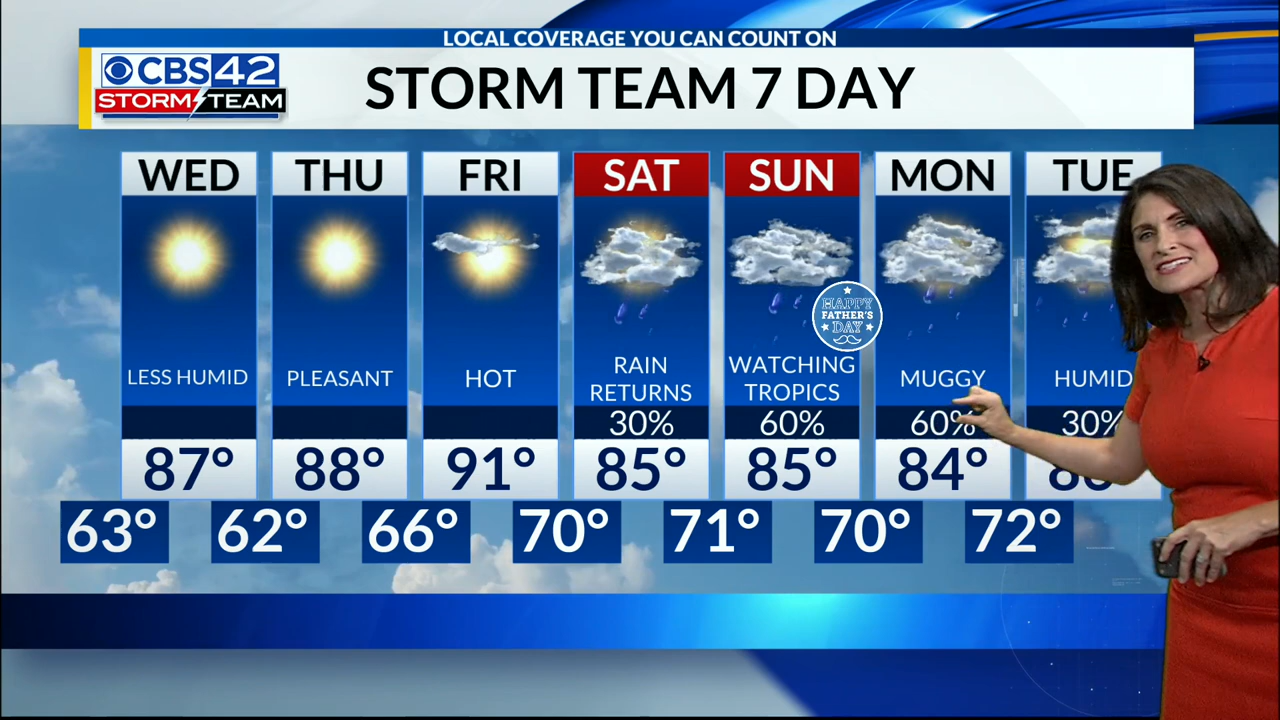 LOCAL COVERAGE YOU CAN COUNT ON
CBS 42
STORM TEAM
STORM TEAM 7 DAY
WED THU FRI SAT SUN MON TUE
HAPPY
FATHER'S
DAY
LESS HUMID PLEASANT HOT RAIN RETURNS WATCHING TROPICS MUGGY HUMID
30% 60% 60% 30%
87° 88° 91° 85° 85° 84°
63° 62° 66° 70° 71° 70° 72°